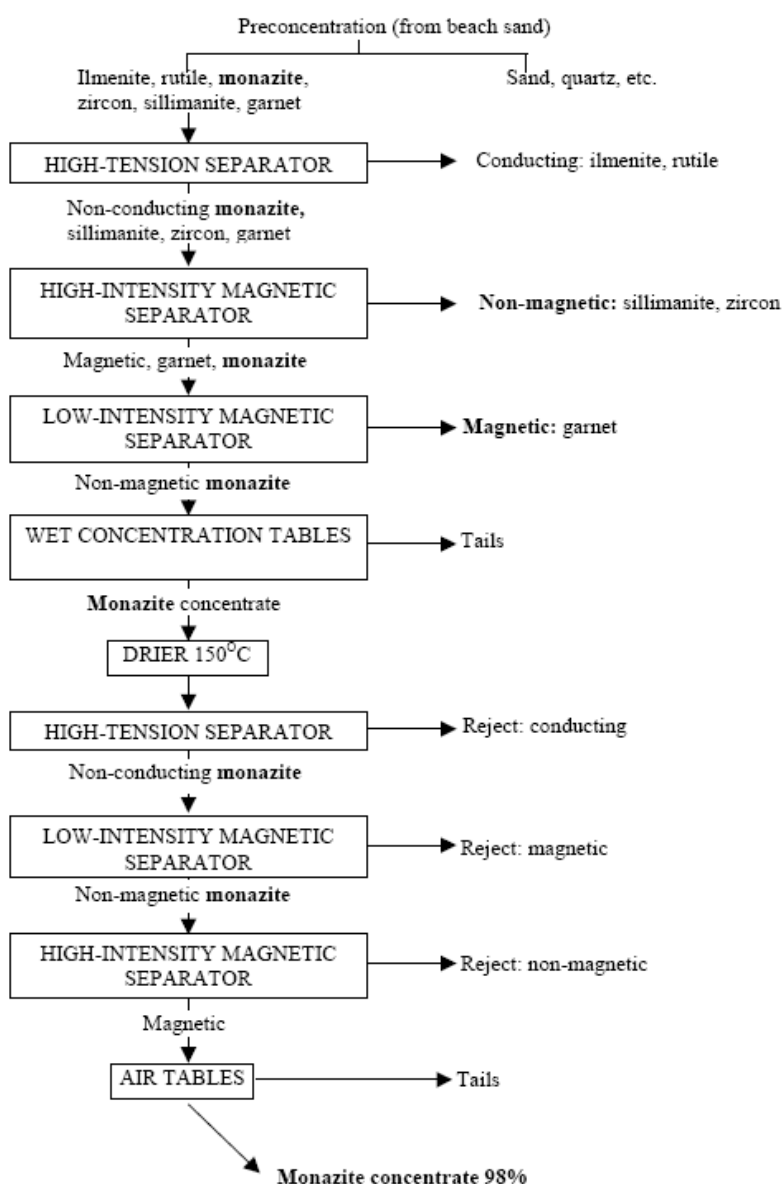 Preconcentration (from beach sand)
Ilmenite, rutile, monazite,
zircon, sillimanite, garnet
Sand, quartz, etc.
HIGH-TENSION SEPARATOR
Conducting: ilmenite, rutile
Non-conducting monazite,
sillimanite, zircon, garnet
HIGH-INTENSITY MAGNETIC
SEPARATOR
Non-magnetic: sillimanite, zircon
Magnetic, garnet, monazite
LOW-INTENSITY MAGNETIC
SEPARATOR
Magnetic: garnet
Non-magnetic monazite
WET CONCENTRATION TABLES
Tails
Monazite concentrate
DRIER 150°C
HIGH-TENSION SEPARATOR
Reject: conducting
Non-conducting monazite
LOW-INTENSITY MAGNETIC
SEPARATOR
Reject: magnetic
Non-magnetic monazite
HIGH-INTENSITY MAGNETIC
SEPARATOR
Reject: non-magnetic
Magnetic
AIR TABLES
Tails
Monazite concentrate 98%